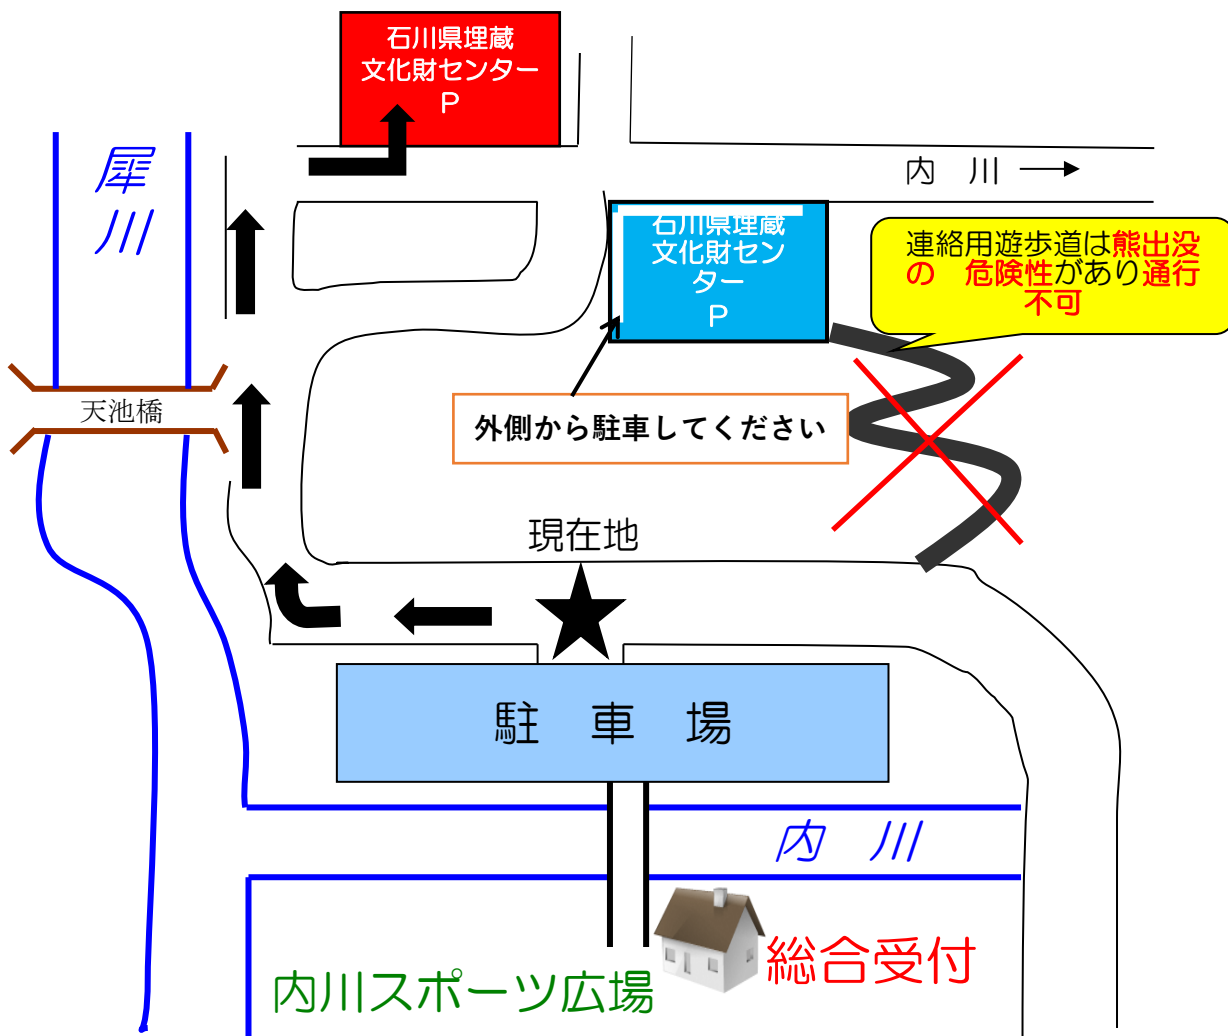 石川県埋蔵
文化財センター
P
犀
川
内　川
石川県埋蔵
文化財セン
ター
P
連絡用遊歩道は熊出没
の　危険性があり通行
不可
天池橋
外側から駐車してください
現在地
駐　車　場
内　川
総合受付
内川スポーツ広場